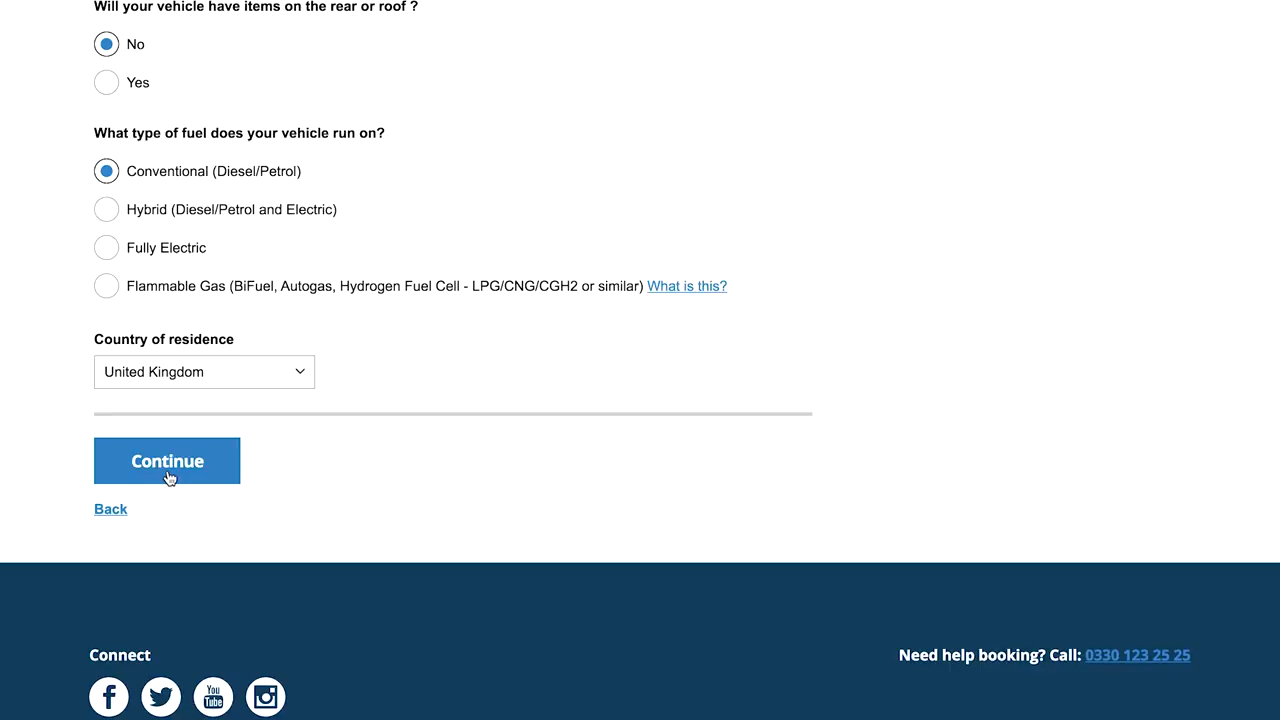 Will your vehicle have items on the rear or roof ?
No
Yes
What type of fuel does your vehicle run on?
Conventional (Diesel/Petrol)
Hybrid (Diesel/Petrol and Electric)
Fully Electric
Flammable Gas (BiFuel, Autogas, Hydrogen Fuel Cell - LPG/CNG/CGH2 or similar) What is this?
Country of residence
United Kingdom
Continue
Back
Connect
Need help booking? Call: 0330 123 25 25
You
Tube